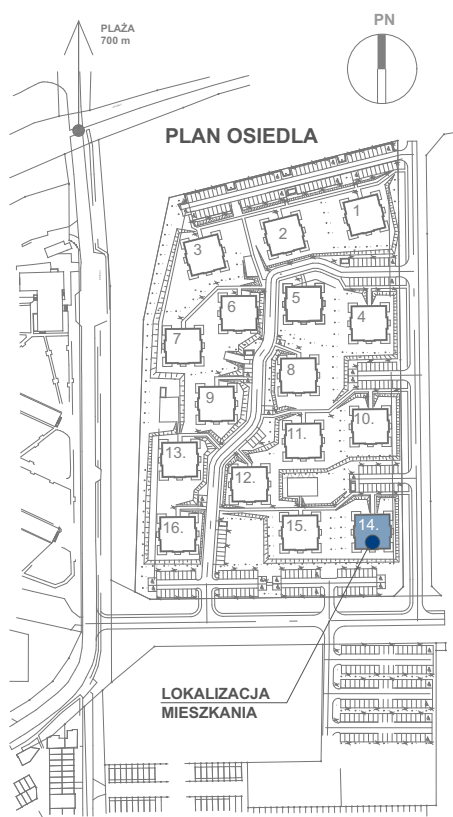 PLAŻA
700 m
PN
PLAN OSIEDLA
1
2
3
5
6
4
7
8
9
10.
11.
13.
12.
14.
15.
16.
LOKALIZACJA
MIESZKANIA